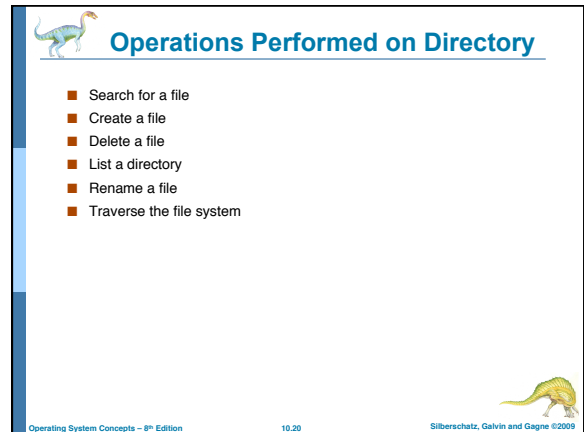 Operations Performed on Directory
Search for a file
Create a file
Delete a file
List a directory
Rename a file
Traverse the file system
Operating System Concepts – 8th Edition
10.20
Silberschatz, Galvin and Gagne ©2009